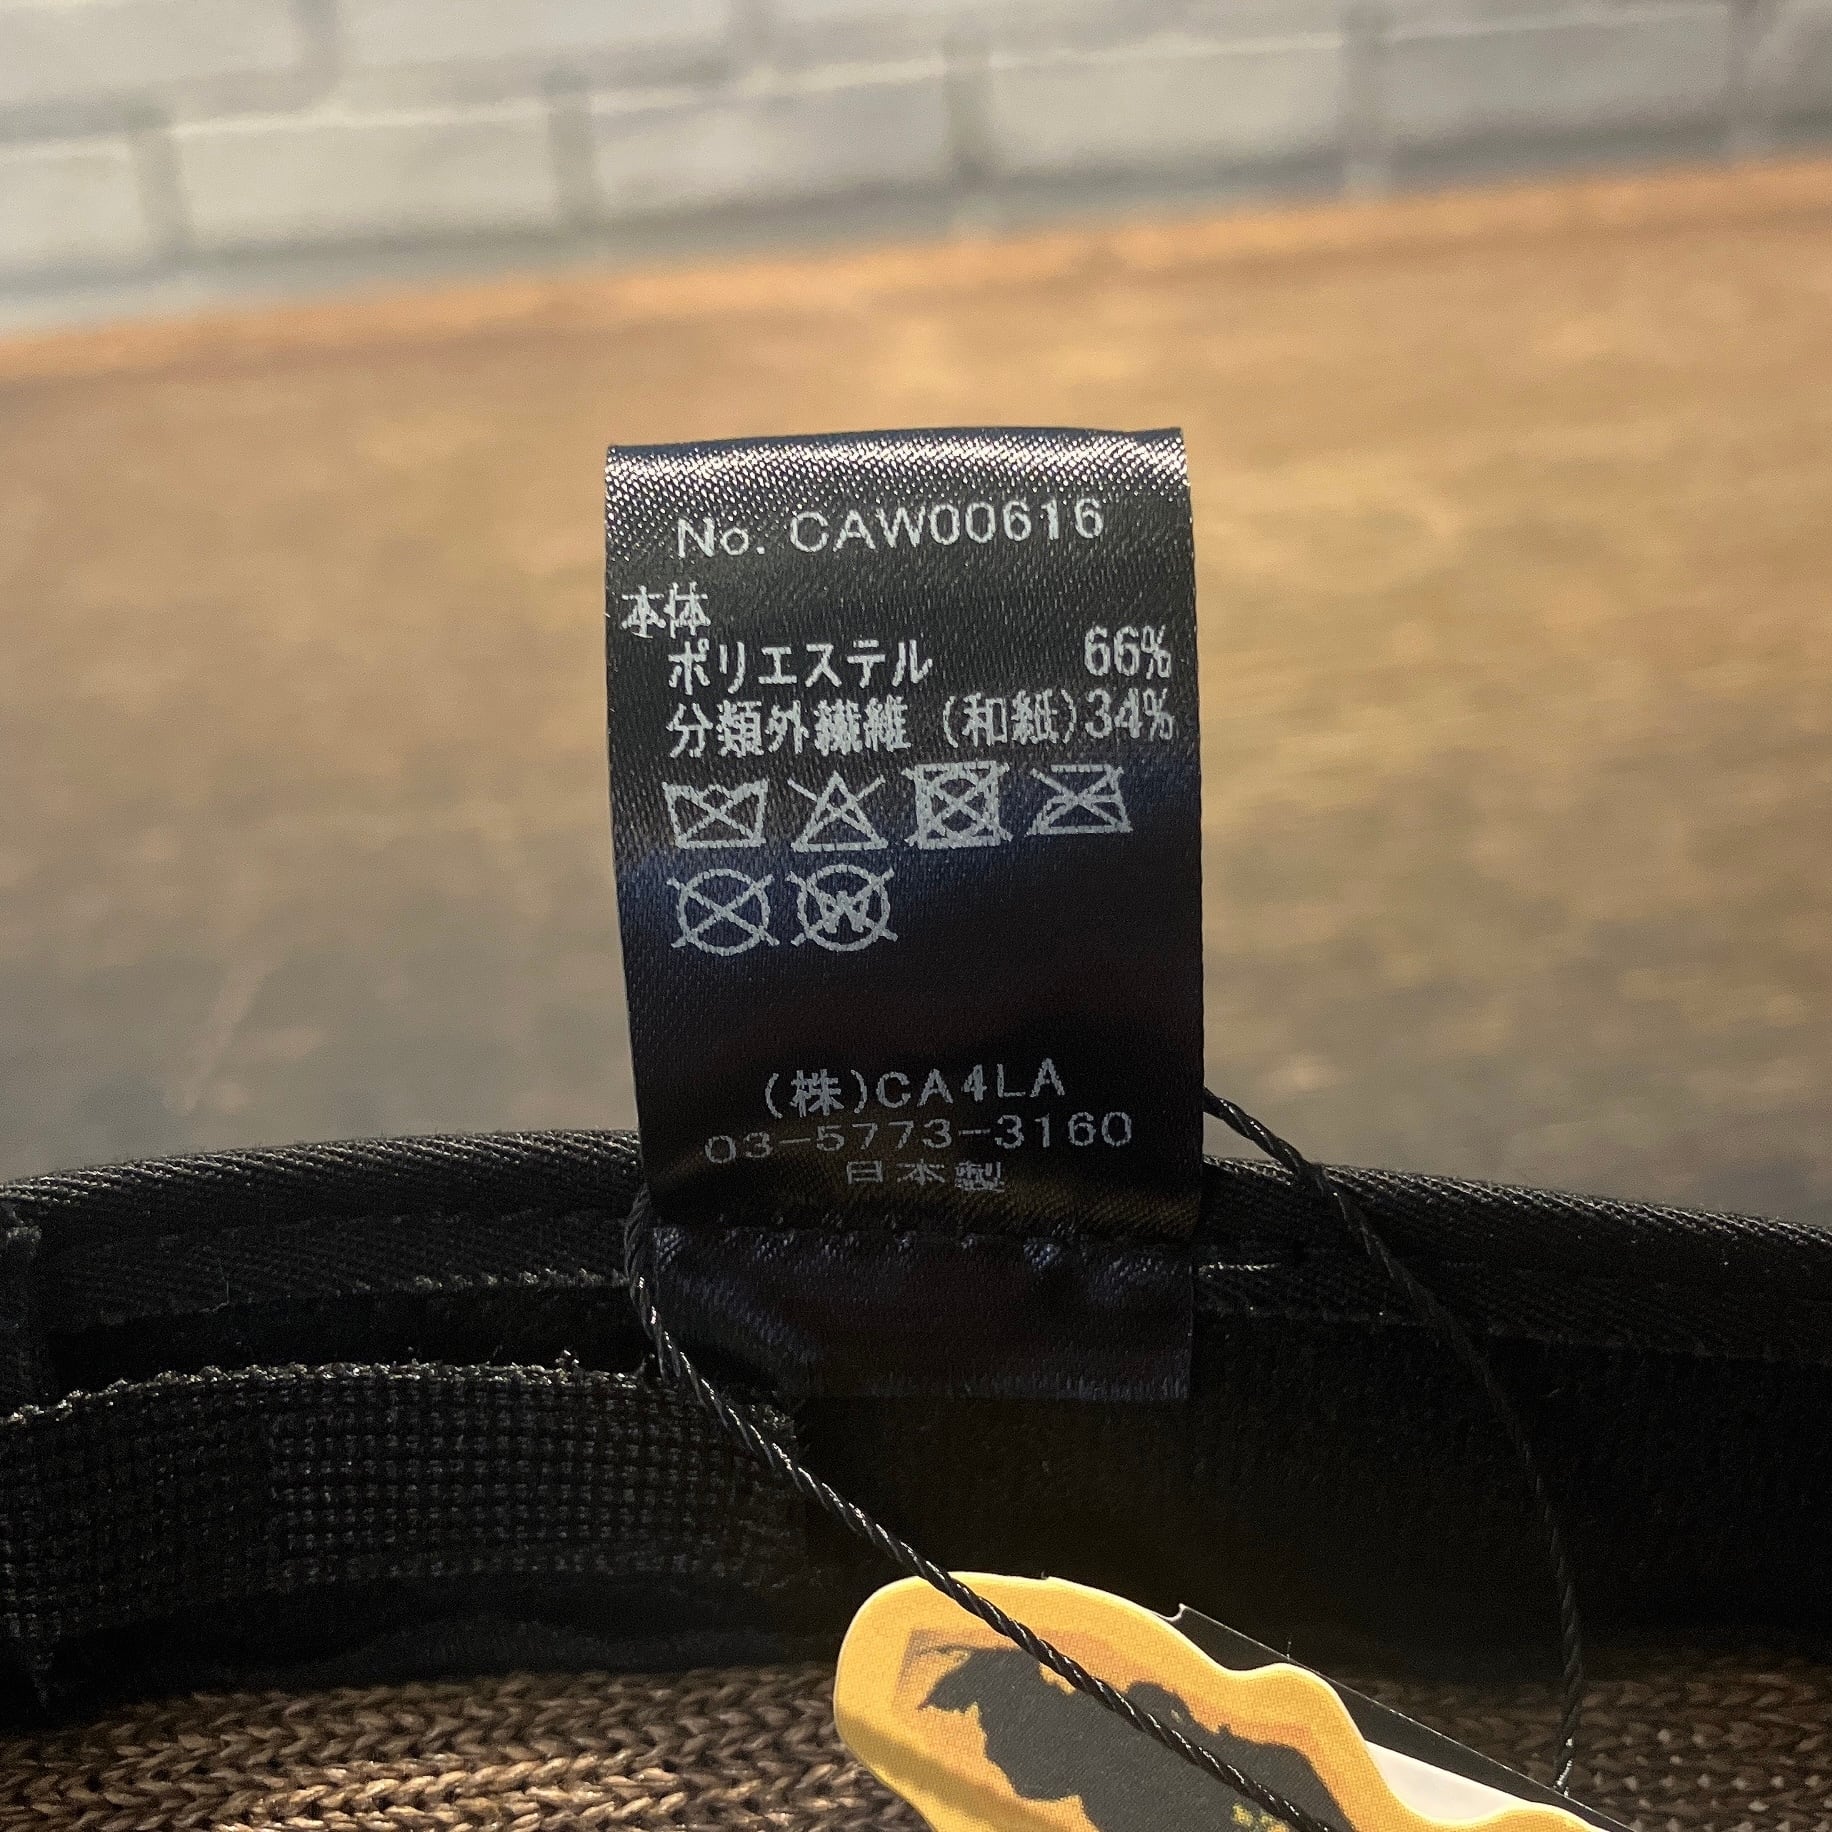 No. CAW00616
本体
ポリエステル 66%
分類外繊維 (和紙)34%
W
(株)CA4LA
03-5773-3160
日本製